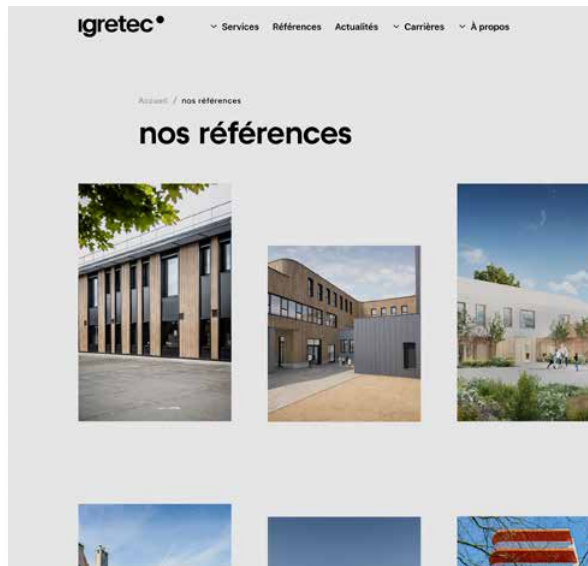 igretec
Services Références Actualités Carrières À propos
Accueil / nos références
nos références